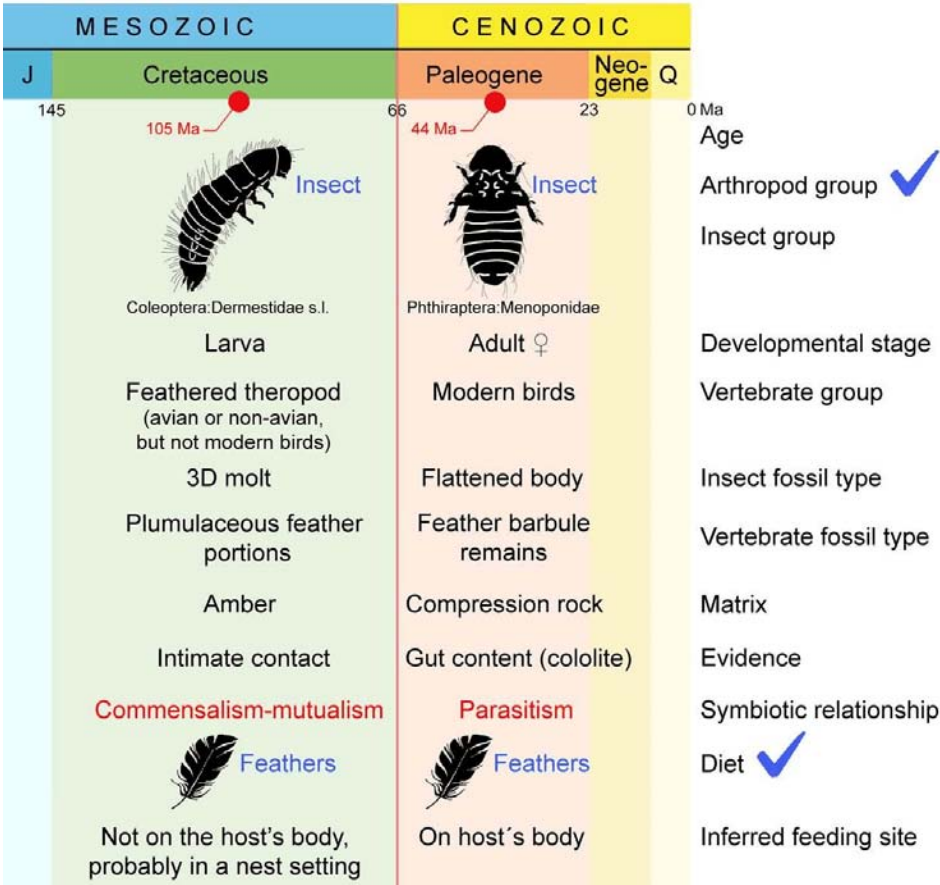 MESOZOIC CENOZOIC
J Cretaceous Paleogene Neo-
gene Q
145 66 23 0 Ma
105 Ma 44 Ma
Age
Insect Insect Arthropod group
Insect group
Coleoptera:Dermestidae s.l. Phthiraptera:Menoponidae
Larva Adult ♀ Developmental stage
Feathered theropod Modern birds Vertebrate group
(avian or non-avian,
but not modern birds)
3D molt Flattened body Insect fossil type
Plumulaceous feather Feather barbule
portions remains Vertebrate fossil type
Amber Compression rock Matrix
Intimate contact Gut content (cololite) Evidence
Commensalism-mutualism Parasitism Symbiotic relationship
Feathers Feathers Diet
Not on the host's body, On host´s body Inferred feeding site
probably in a nest setting